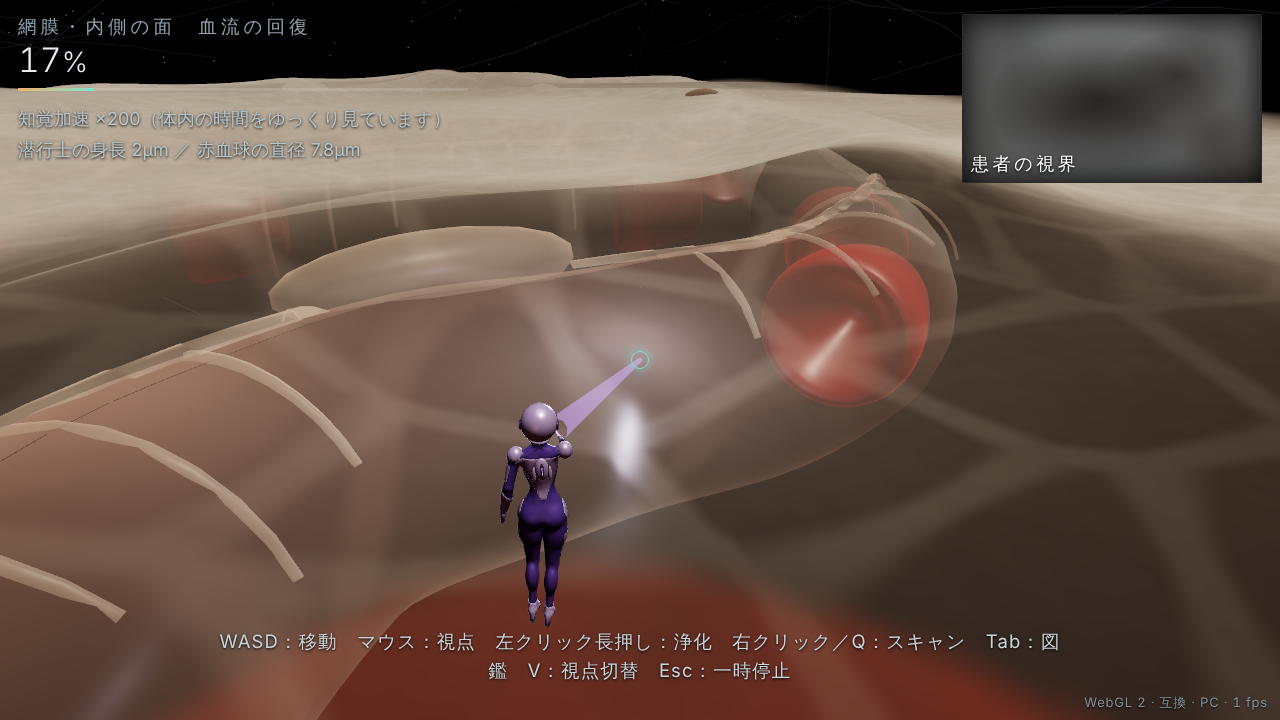 網膜・内側の面　血流の回復
17%
知覚加速 ×200（体内の時間をゆっくり見ています）
潜行士の身長 2μm ／ 赤血球の直径 7.8μm
患者の視界
WASD：移動　マウス：視点　左クリック長押し：浄化　右クリック／Q：スキャン　Tab：図
鑑　V：視点切替　Esc：一時停止
WebGL 2 · 互換 · PC · 1 fps